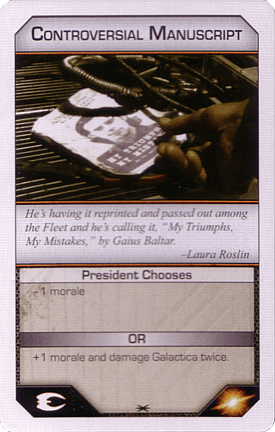 CONTROVERSIAL MANUSCRIPT
He's having it reprinted and passed out among
the Fleet and he's calling it, "My Triumphs,
My Mistakes," by Gaius Baltar.
–Laura Roslin
President Chooses
-1 morale
OR
+1 morale and damage Galactica twice.